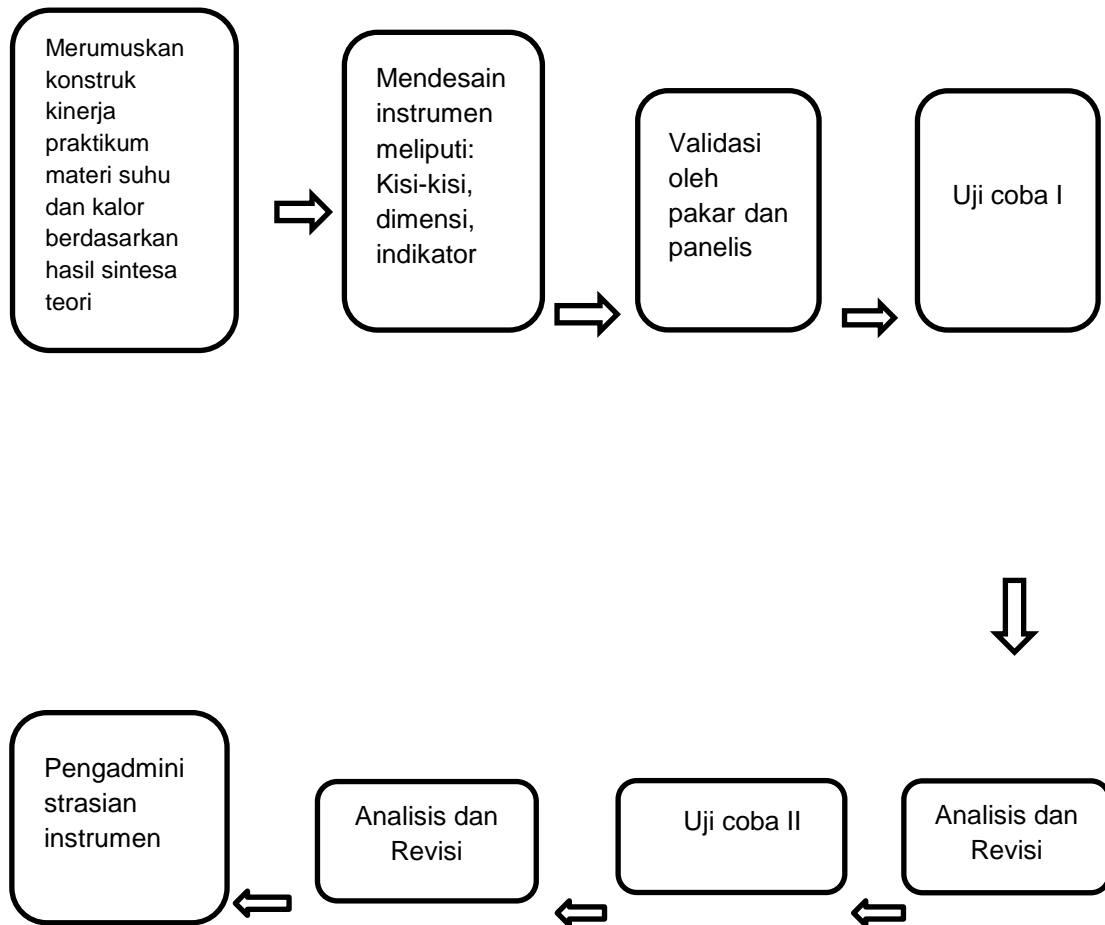 Merumuskan
konstruk
kinerja
praktikum
materi suhu
dan kalor
berdasarkan
hasil sintesa
teori
Mendesain
instrumen
meliputi:
Kisi-kisi,
dimensi,
indikator
Validasi
oleh
pakar dan
panelis
Uji coba I
Analisis dan
Revisi
Uji coba II
Analisis dan
Revisi
Pengadmini
strasian
instrumen